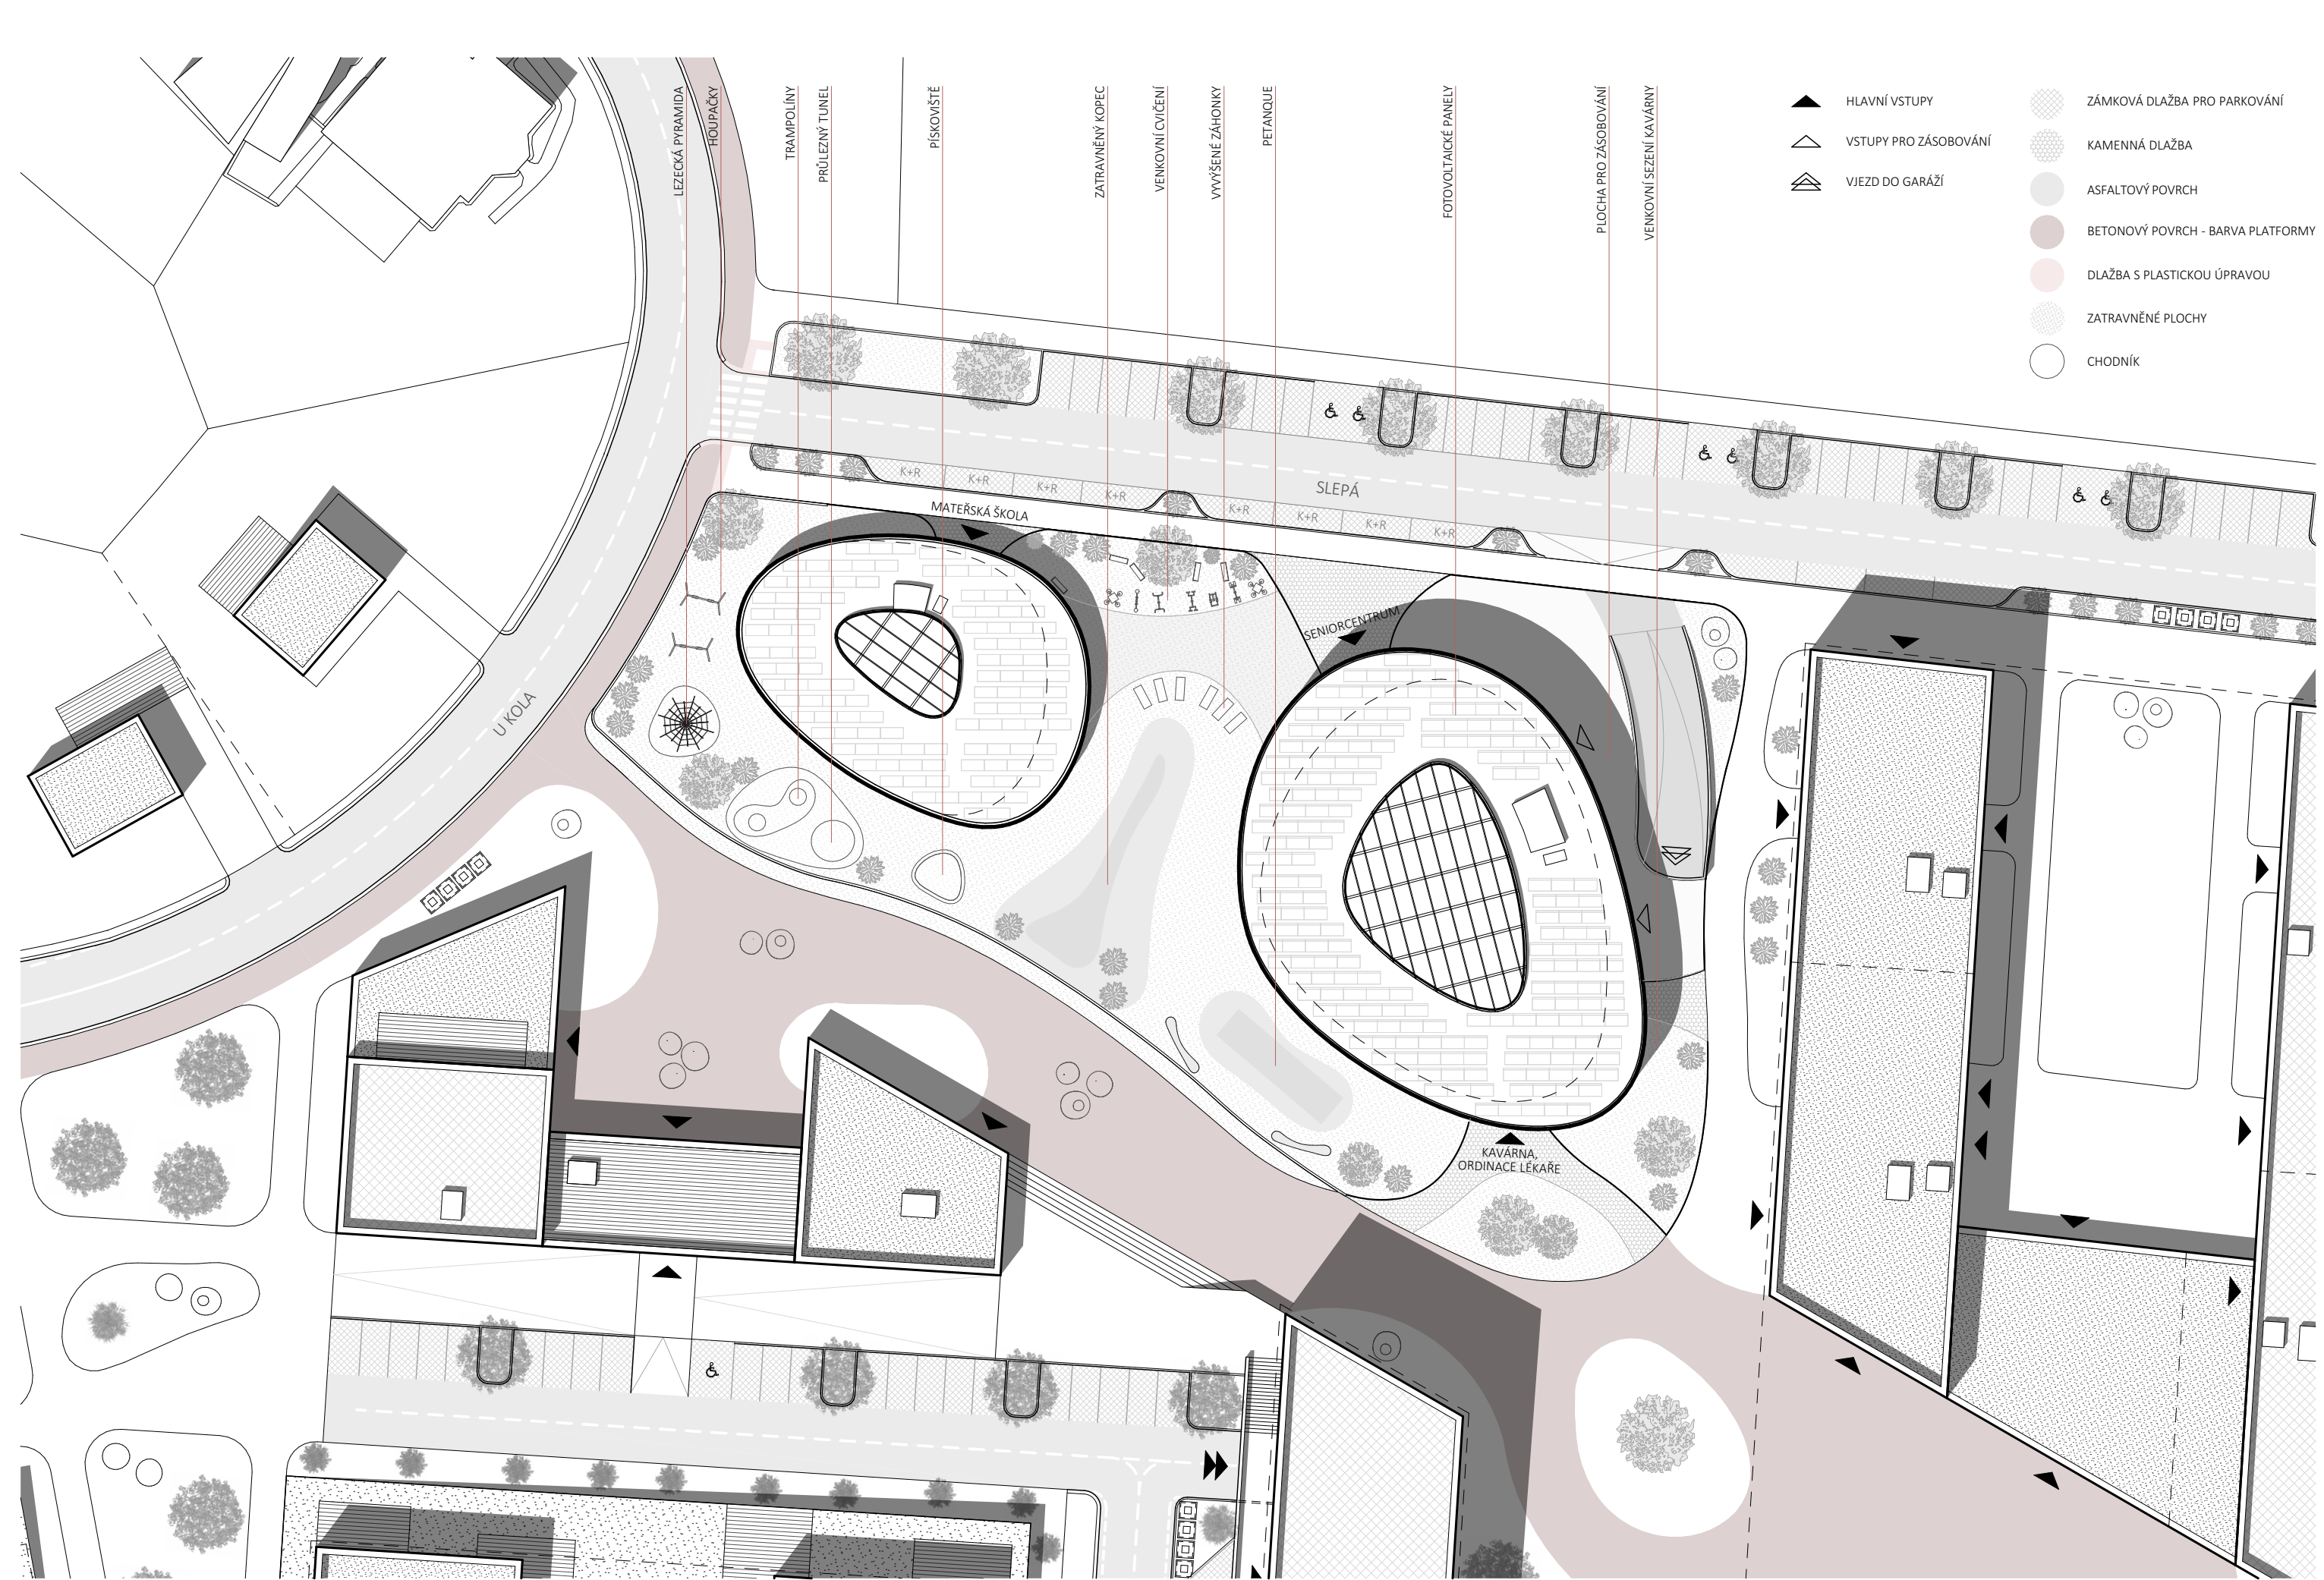 LEZECKÁ PYRAMIDA
HOUPAČKY
TRAMPOLÍNY
PRŮLEZNÝ TUNEL
PÍSKOVIŠTĚ
ZATRAVNĚNÝ KOPEC
VENKOVNÍ CVIČENÍ
VYVÝŠENÉ ZÁHONKY
PETANQUE
FOTOVOLTAICKÉ PANELY
PLOCHA PRO ZÁSOBOVÁNÍ
VENKOVNÍ SEZENÍ KAVÁRNY
HLAVNÍ VSTUPY
VSTUPY PRO ZÁSOBOVÁNÍ
VJEZD DO GARÁŽÍ
ZÁMKOVÁ DLAŽBA PRO PARKOVÁNÍ
KAMENNÁ DLAŽBA
ASFALTOVÝ POVRCH
BETONOVÝ POVRCH - BARVA PLATFORMY
DLAŽBA S PLASTICKOU ÚPRAVOU
ZATRAVNĚNÉ PLOCHY
CHODNÍK
K+R
K+R
K+R
K+R
K+R
K+R
K+R
K+R
SLEPÁ
MATEŘSKÁ ŠKOLA
SENIORCENTRUM
U KOLA
KAVÁRNA,
ORDINACE LÉKAŘE